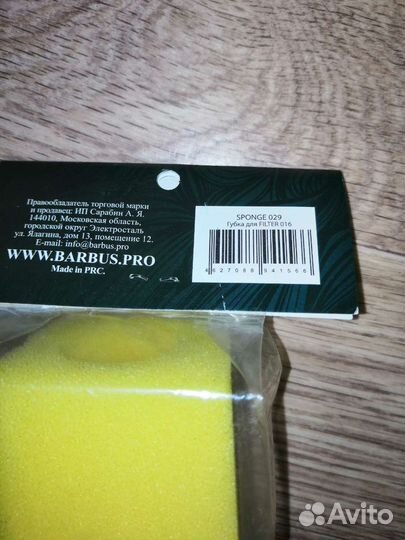 Правообладатель торговой марки
и продавец: ИП Сарабин А. Я.
144010, Московская область,
городской округ Электросталь
ул. Ялагина, дом 13, помещение 12.
E-mail: info@barbus.pro
WWW.BARBUS.PRO
Made in PRC.
SPONGE 029
Губка для FILTER 016
4627088941566
Avito